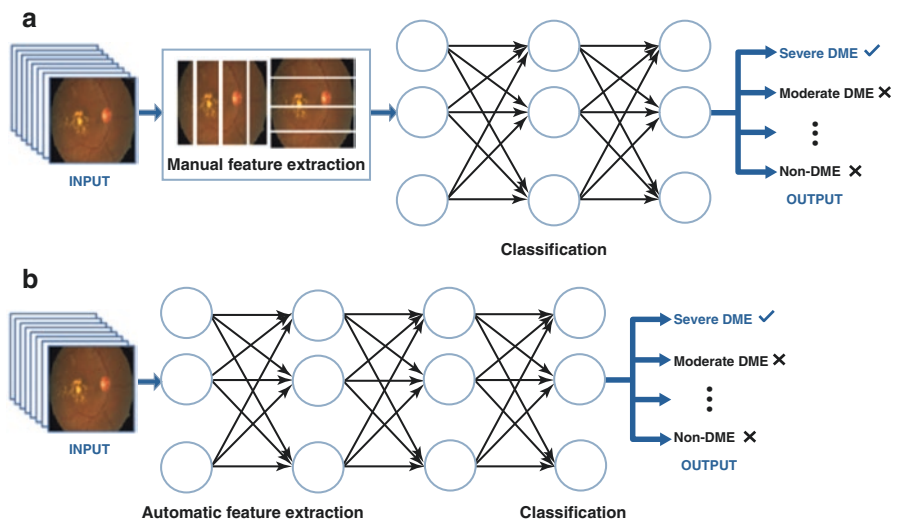 a
INPUT
Manual feature extraction
Classification
Severe DME ✓
Moderate DME ×
⋮
Non-DME ×
OUTPUT
b
INPUT
Automatic feature extraction
Classification
Severe DME ✓
Moderate DME ×
⋮
Non-DME ×
OUTPUT